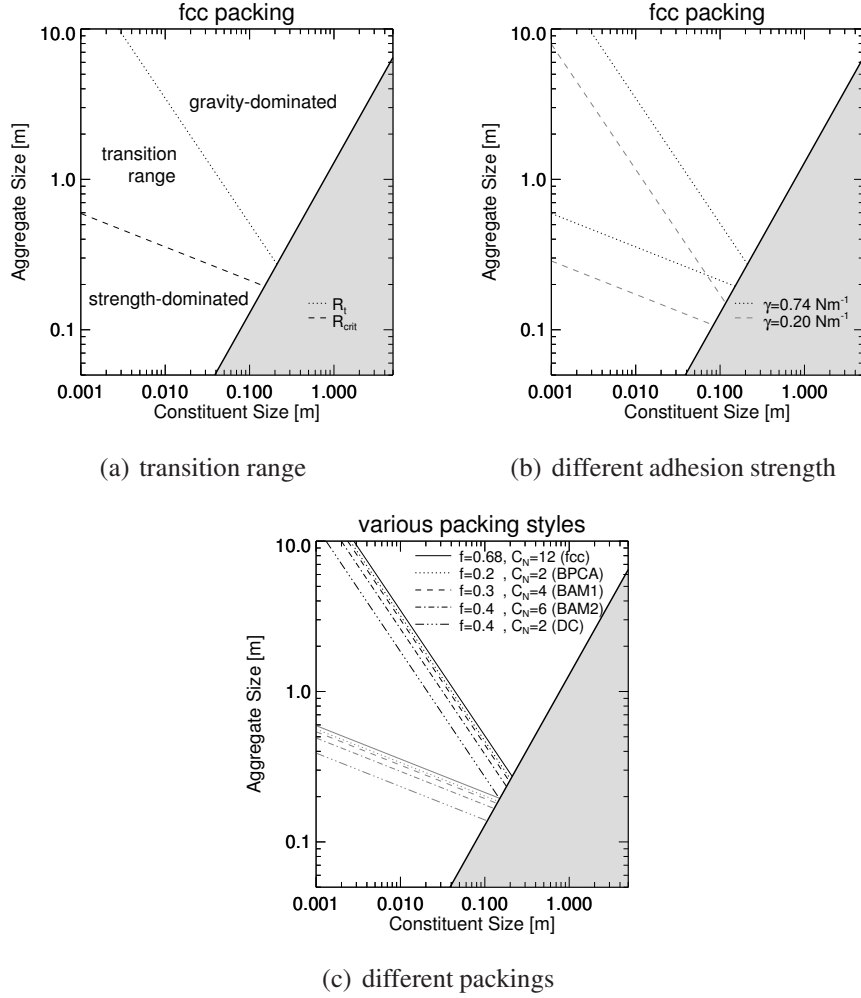 fcc packing
10.0
1.0
0.1
Aggregate Size [m]
gravity-dominated
transition
range
strength-dominated
R_t
R_crit
0.001 0.010 0.100 1.000
Constituent Size [m]
(a) transition range
fcc packing
10.0
1.0
0.1
Aggregate Size [m]
γ=0.74 Nm⁻¹
γ=0.20 Nm⁻¹
0.001 0.010 0.100 1.000
Constituent Size [m]
(b) different adhesion strength
various packing styles
10.0
1.0
0.1
Aggregate Size [m]
f=0.68, C_N=12 (fcc)
f=0.2 , C_N=2 (BPCA)
f=0.3 , C_N=4 (BAM1)
f=0.4 , C_N=6 (BAM2)
f=0.4 , C_N=2 (DC)
0.001 0.010 0.100 1.000
Constituent Size [m]
(c) different packings